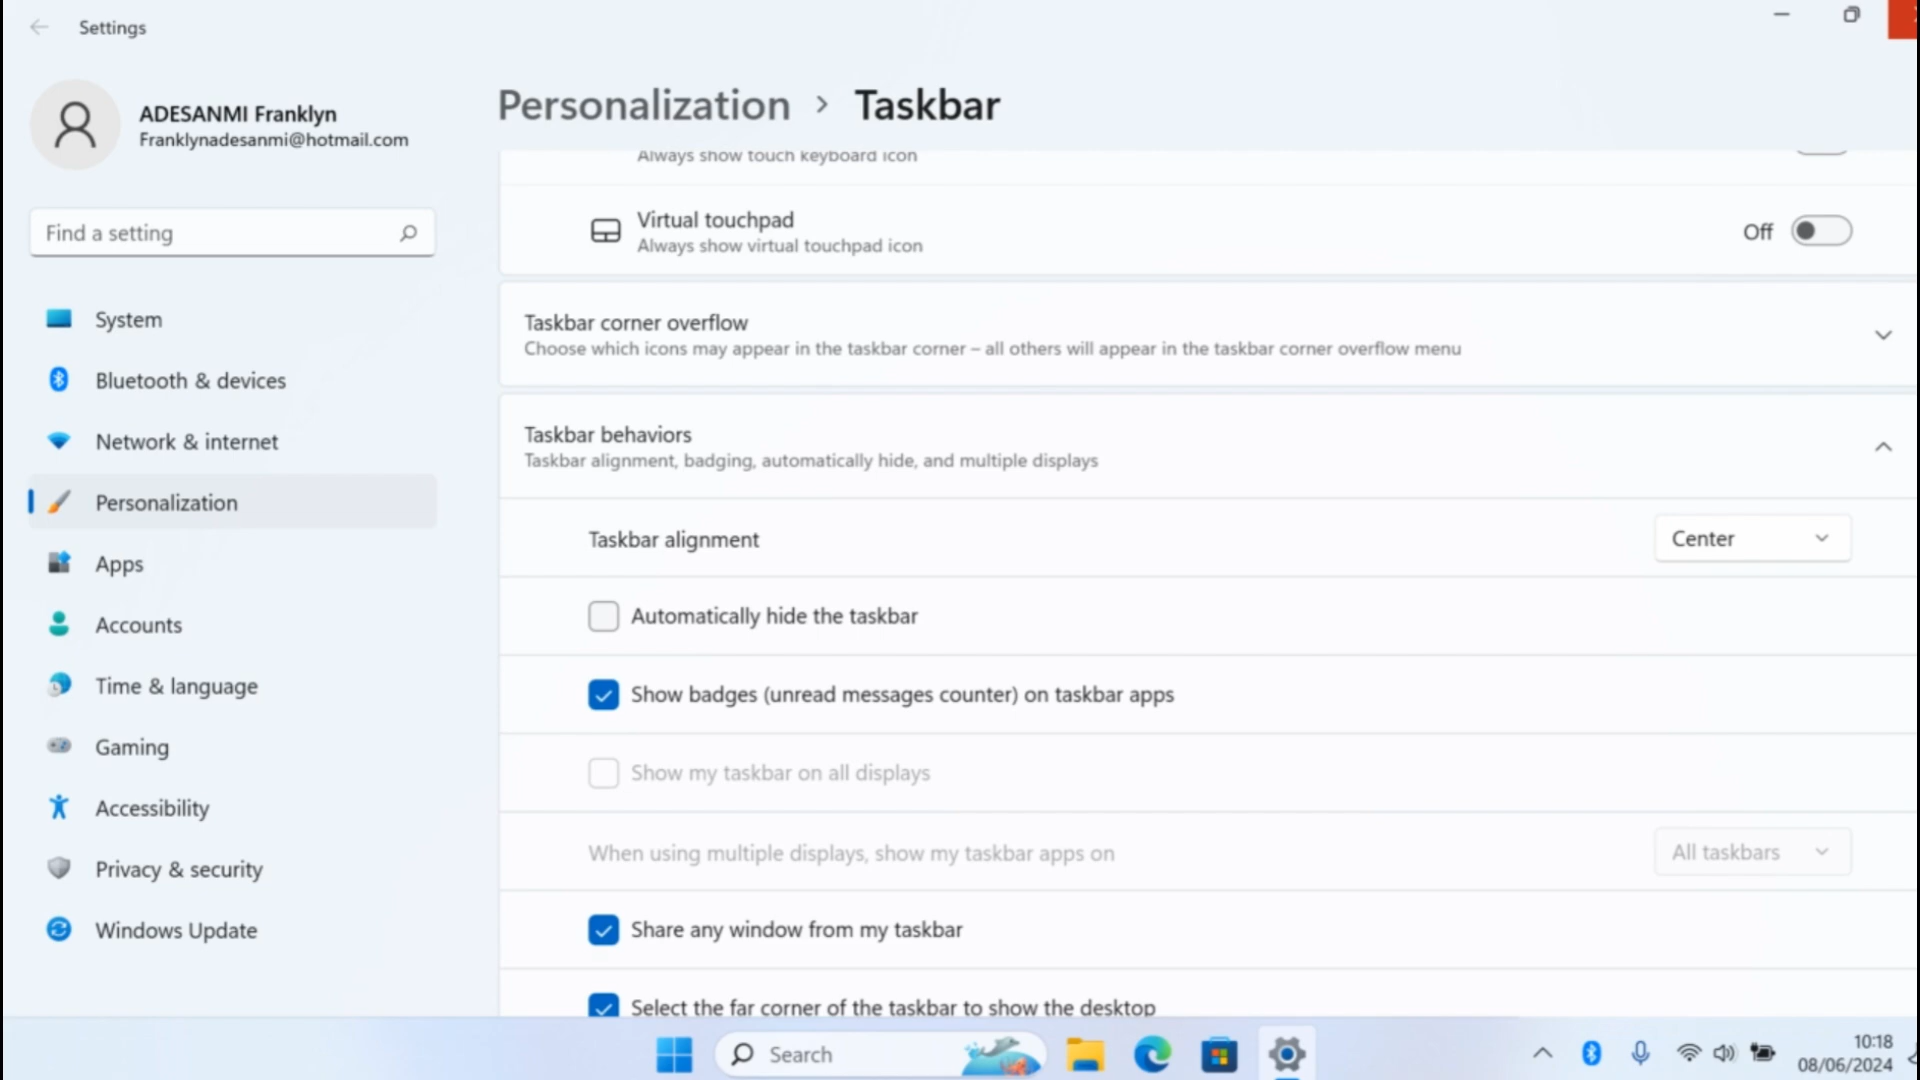 Settings
ADESANMI Franklyn
Franklynadesanmi@hotmail.com
Find a setting
System
Bluetooth & devices
Network & internet
Personalization
Apps
Accounts
Time & language
Gaming
Accessibility
Privacy & security
Windows Update
Personalization > Taskbar
Always show touch keyboard icon
Virtual touchpad
Always show virtual touchpad icon
Off
Taskbar corner overflow
Choose which icons may appear in the taskbar corner – all others will appear in the taskbar corner overflow menu
Taskbar behaviors
Taskbar alignment, badging, automatically hide, and multiple displays
Taskbar alignment
Center
Automatically hide the taskbar
Show badges (unread messages counter) on taskbar apps
Show my taskbar on all displays
When using multiple displays, show my taskbar apps on
All taskbars
Share any window from my taskbar
Select the far corner of the taskbar to show the desktop
Search
10:18
08/06/2024